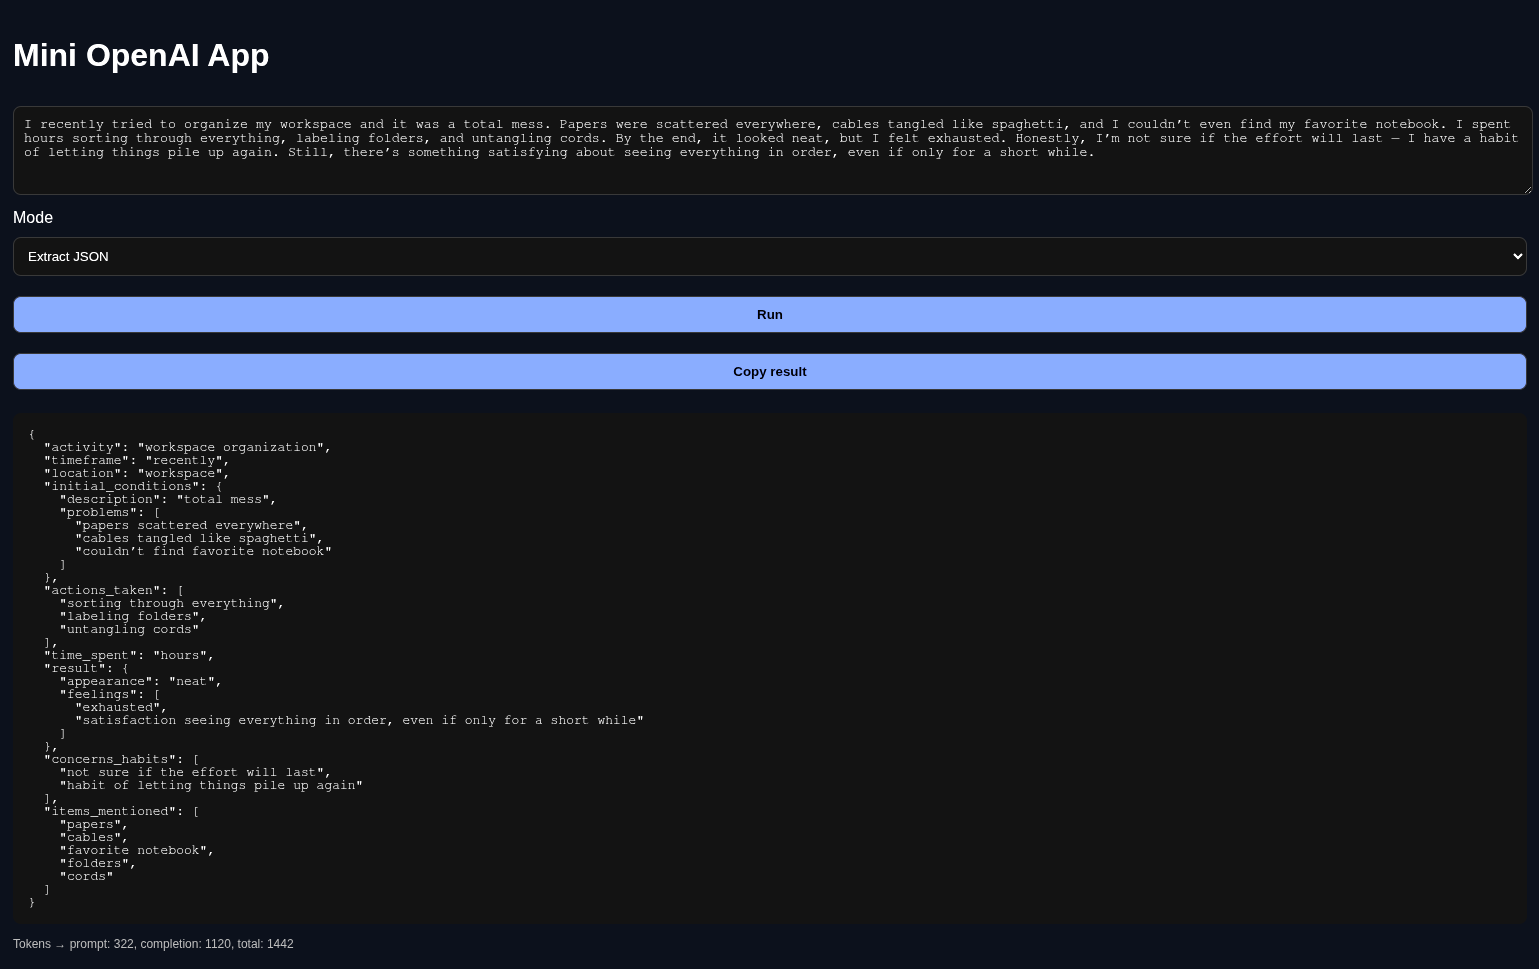 Mini OpenAI App
I recently tried to organize my workspace and it was a total mess. Papers were scattered everywhere, cables tangled like spaghetti, and I couldn’t even find my favorite notebook. I spent
hours sorting through everything, labeling folders, and untangling cords. By the end, it looked neat, but I felt exhausted. Honestly, I’m not sure if the effort will last — I have a habit
of letting things pile up again. Still, there’s something satisfying about seeing everything in order, even if only for a short while.
Mode
Extract JSON
Run
Copy result
{
  "activity": "workspace organization",
  "timeframe": "recently",
  "location": "workspace",
  "initial_conditions": {
    "description": "total mess",
    "problems": [
      "papers scattered everywhere",
      "cables tangled like spaghetti",
      "couldn’t find favorite notebook"
    ]
  },
  "actions_taken": [
    "sorting through everything",
    "labeling folders",
    "untangling cords"
  ],
  "time_spent": "hours",
  "result": {
    "appearance": "neat",
    "feelings": [
      "exhausted",
      "satisfaction seeing everything in order, even if only for a short while"
    ]
  },
  "concerns_habits": [
    "not sure if the effort will last",
    "habit of letting things pile up again"
  ],
  "items_mentioned": [
    "papers",
    "cables",
    "favorite notebook",
    "folders",
    "cords"
  ]
}
Tokens → prompt: 322, completion: 1120, total: 1442